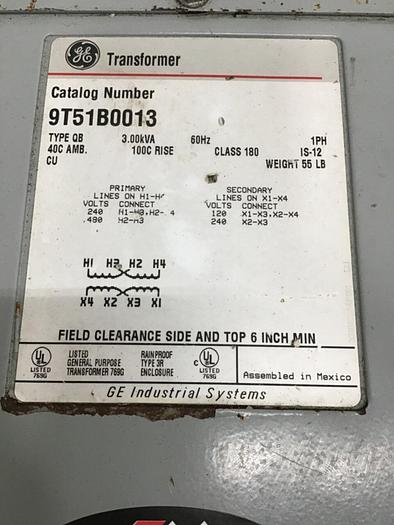 GE Transformer
Catalog Number
9T51B0013
TYPE QB 3.00kVA 60Hz 1PH
40C AMB. 100C RISE CLASS 180 IS-12
CU WEIGHT 55 LB
PRIMARY SECONDARY
LINES ON H1-H4 LINES ON X1-X4
VOLTS CONNECT VOLTS CONNECT
240 H1-H3,H2- 4 120 X1-X3,X2-X4
480 H2-H3 240 X2-X3
H1 H3 H2 H4
X4 X2 X3 X1
FIELD CLEARANCE SIDE AND TOP 6 INCH MIN
UL LISTED 769G
LISTED GENERAL PURPOSE TRANSFORMER 769G
RAINPROOF TYPE 3R ENCLOSURE
C UL LISTED 769G
Assembled in Mexico
GE Industrial Systems